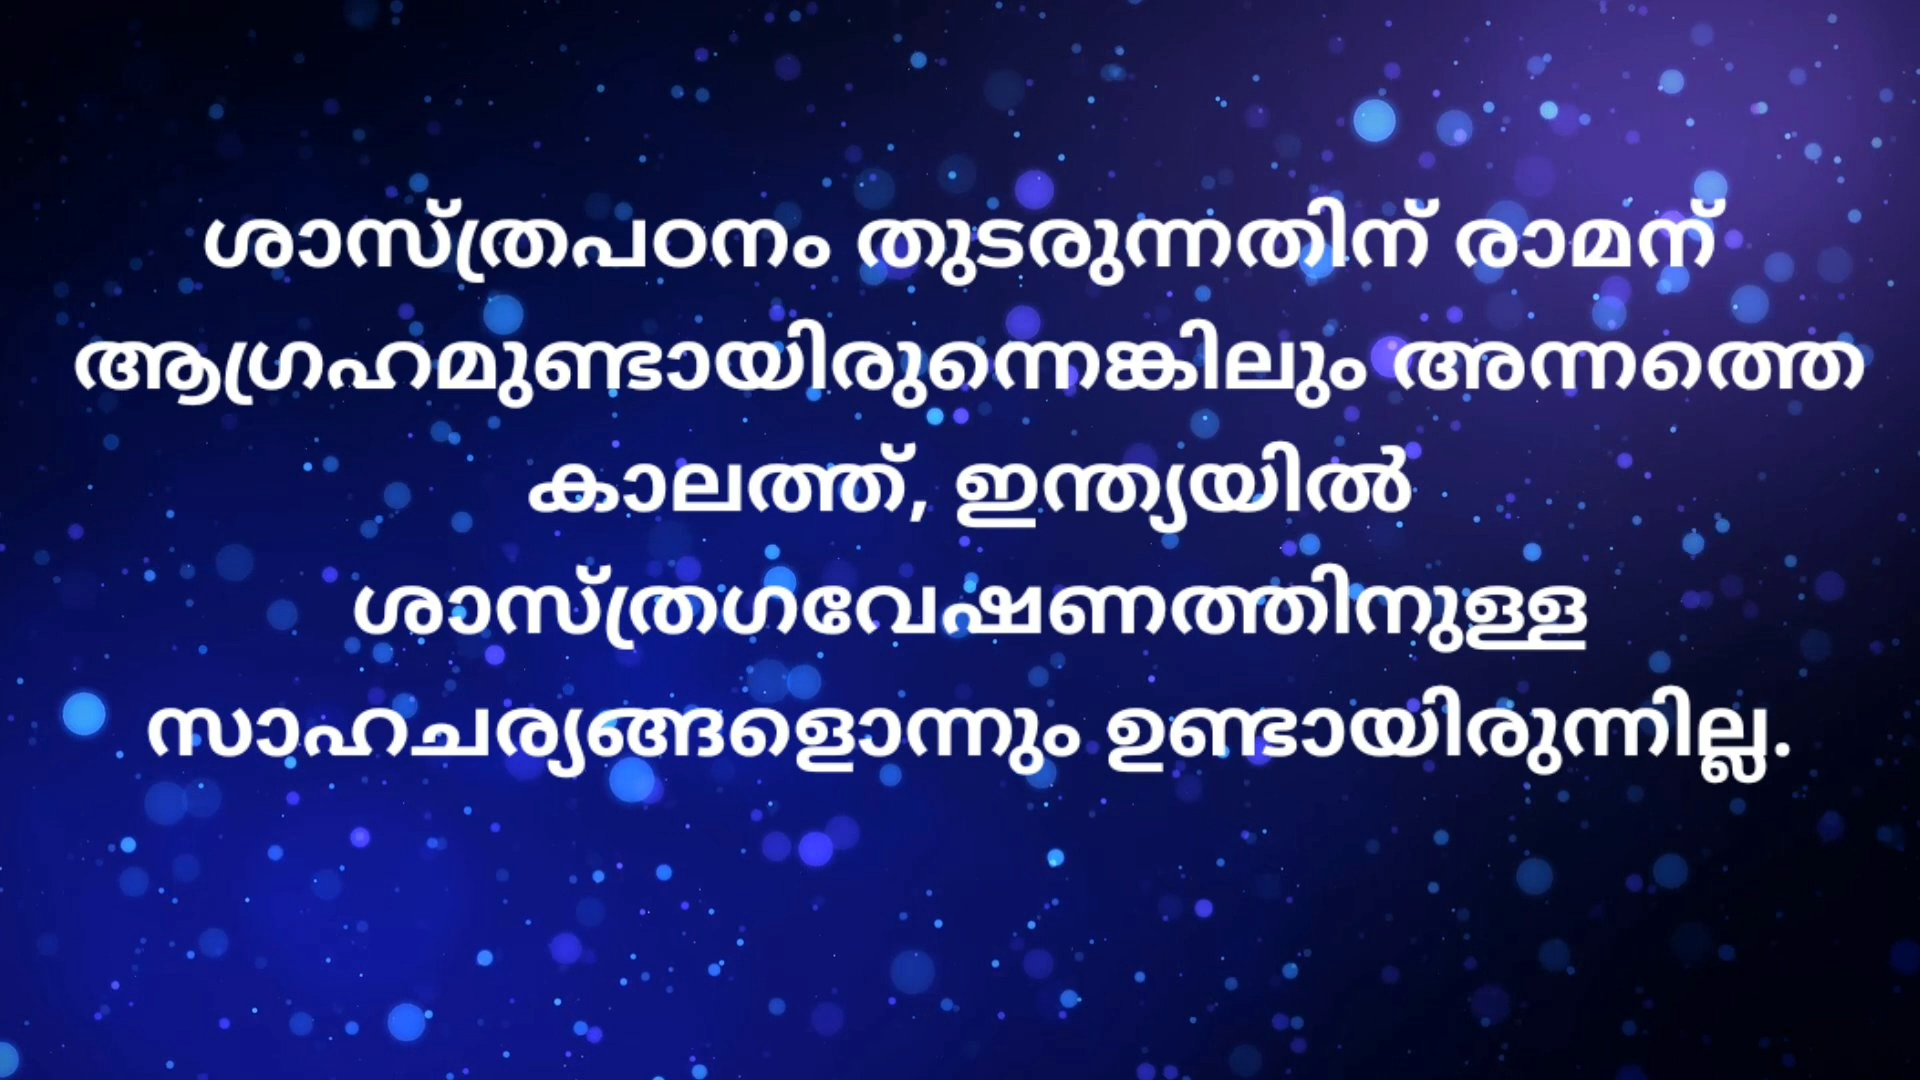 ശാസ്ത്രപഠനം തുടരുന്നതിന് രാമന്
ആഗ്രഹമുണ്ടായിരുന്നെങ്കിലും അന്നത്തെ
കാലത്ത്, ഇന്ത്യയിൽ
ശാസ്ത്രഗവേഷണത്തിനുള്ള
സാഹചര്യങ്ങളൊന്നും ഉണ്ടായിരുന്നില്ല.